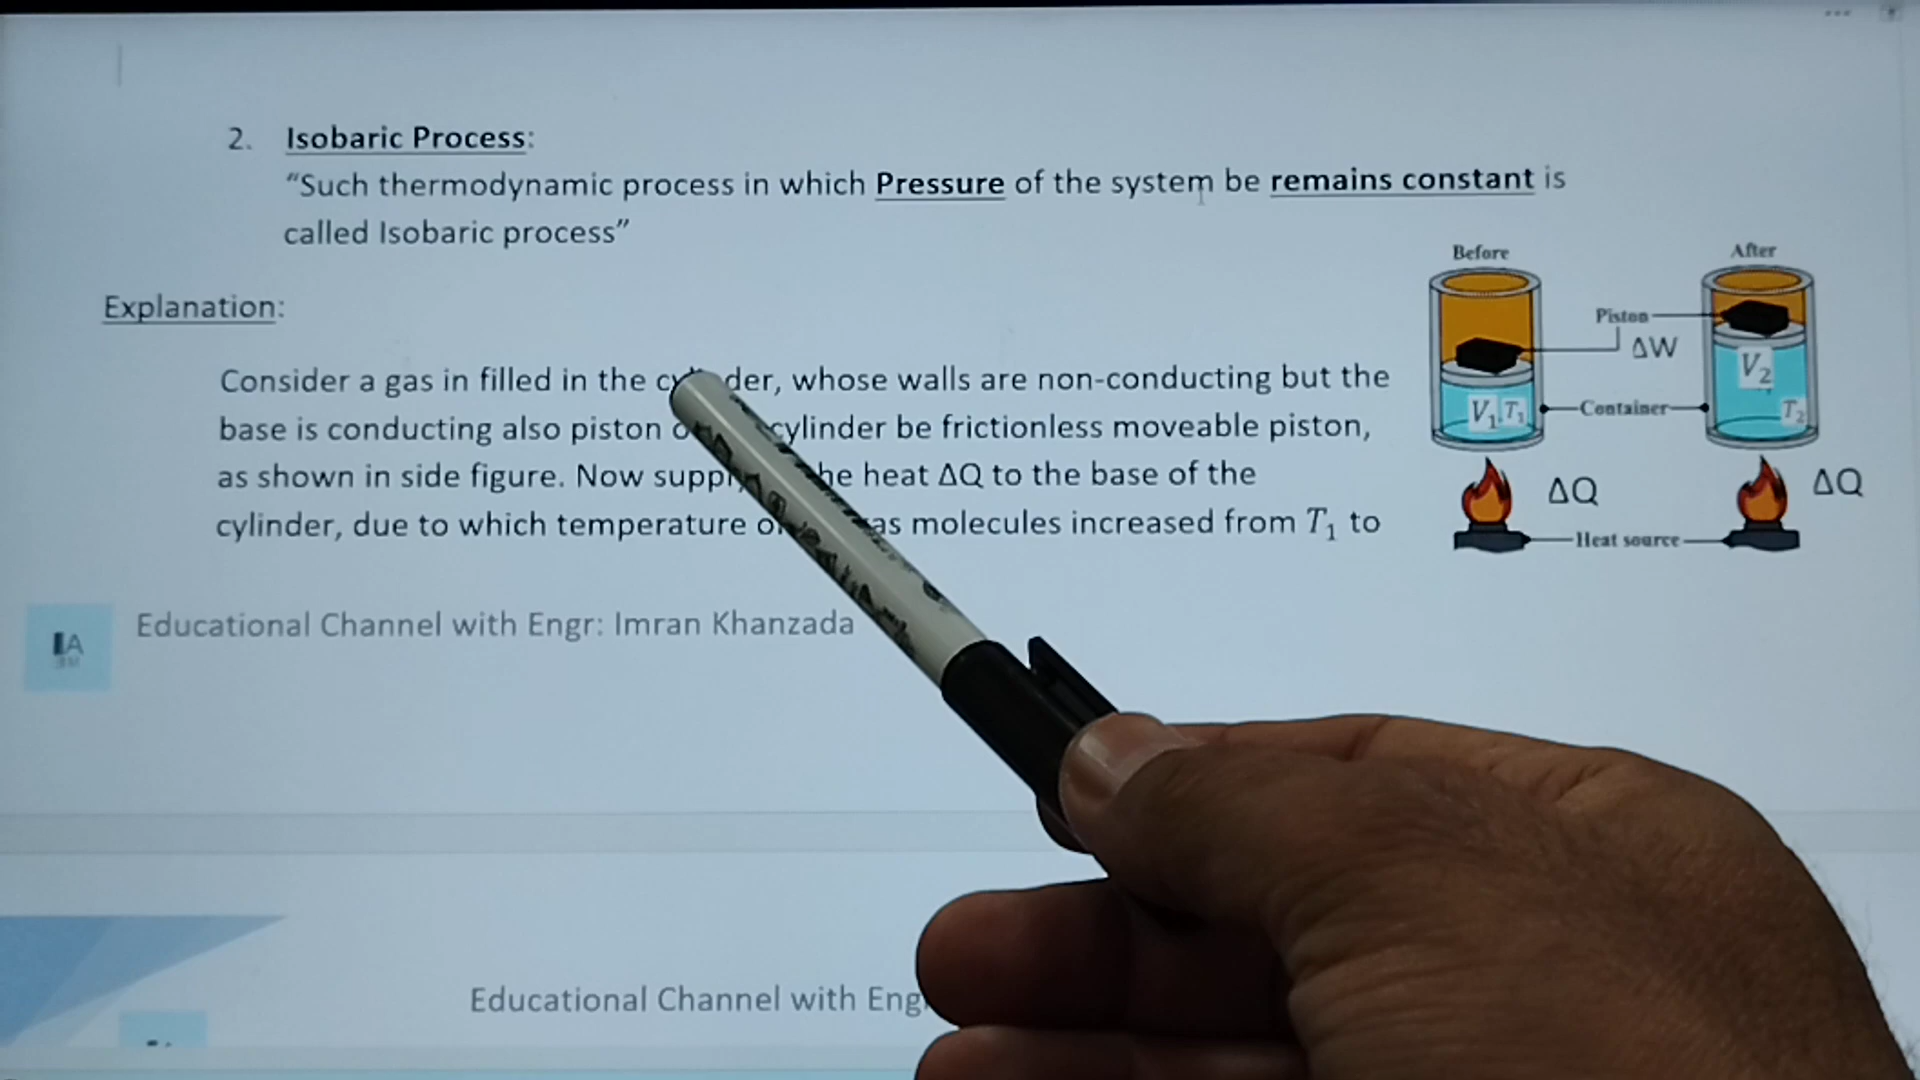 2. Isobaric Process:
“Such thermodynamic process in which Pressure of the system be remains constant is
called Isobaric process”
Before
After
Explanation:
Piston
ΔW
Consider a gas in filled in the cy der, whose walls are non-conducting but the
V₂
base is conducting also piston cylinder be frictionless moveable piston,
V₁ T₁
Container
T₂
as shown in side figure. Now supp he heat ΔQ to the base of the
ΔQ
ΔQ
cylinder, due to which temperature o as molecules increased from T₁ to
Heat source
Educational Channel with Engr: Imran Khanzada
Educational Channel with Eng